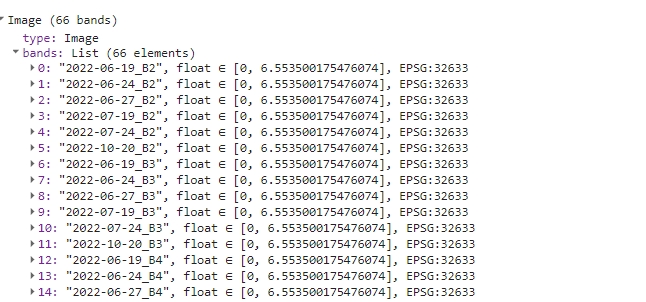 Image (66 bands)
type: Image
bands: List (66 elements)
0: "2022-06-19_B2", float ∈ [0, 6.553500175476074], EPSG:32633
1: "2022-06-24_B2", float ∈ [0, 6.553500175476074], EPSG:32633
2: "2022-06-27_B2", float ∈ [0, 6.553500175476074], EPSG:32633
3: "2022-07-19_B2", float ∈ [0, 6.553500175476074], EPSG:32633
4: "2022-07-24_B2", float ∈ [0, 6.553500175476074], EPSG:32633
5: "2022-10-20_B2", float ∈ [0, 6.553500175476074], EPSG:32633
6: "2022-06-19_B3", float ∈ [0, 6.553500175476074], EPSG:32633
7: "2022-06-24_B3", float ∈ [0, 6.553500175476074], EPSG:32633
8: "2022-06-27_B3", float ∈ [0, 6.553500175476074], EPSG:32633
9: "2022-07-19_B3", float ∈ [0, 6.553500175476074], EPSG:32633
10: "2022-07-24_B3", float ∈ [0, 6.553500175476074], EPSG:32633
11: "2022-10-20_B3", float ∈ [0, 6.553500175476074], EPSG:32633
12: "2022-06-19_B4", float ∈ [0, 6.553500175476074], EPSG:32633
13: "2022-06-24_B4", float ∈ [0, 6.553500175476074], EPSG:32633
14: "2022-06-27_B4", float ∈ [0, 6.553500175476074], EPSG:32633